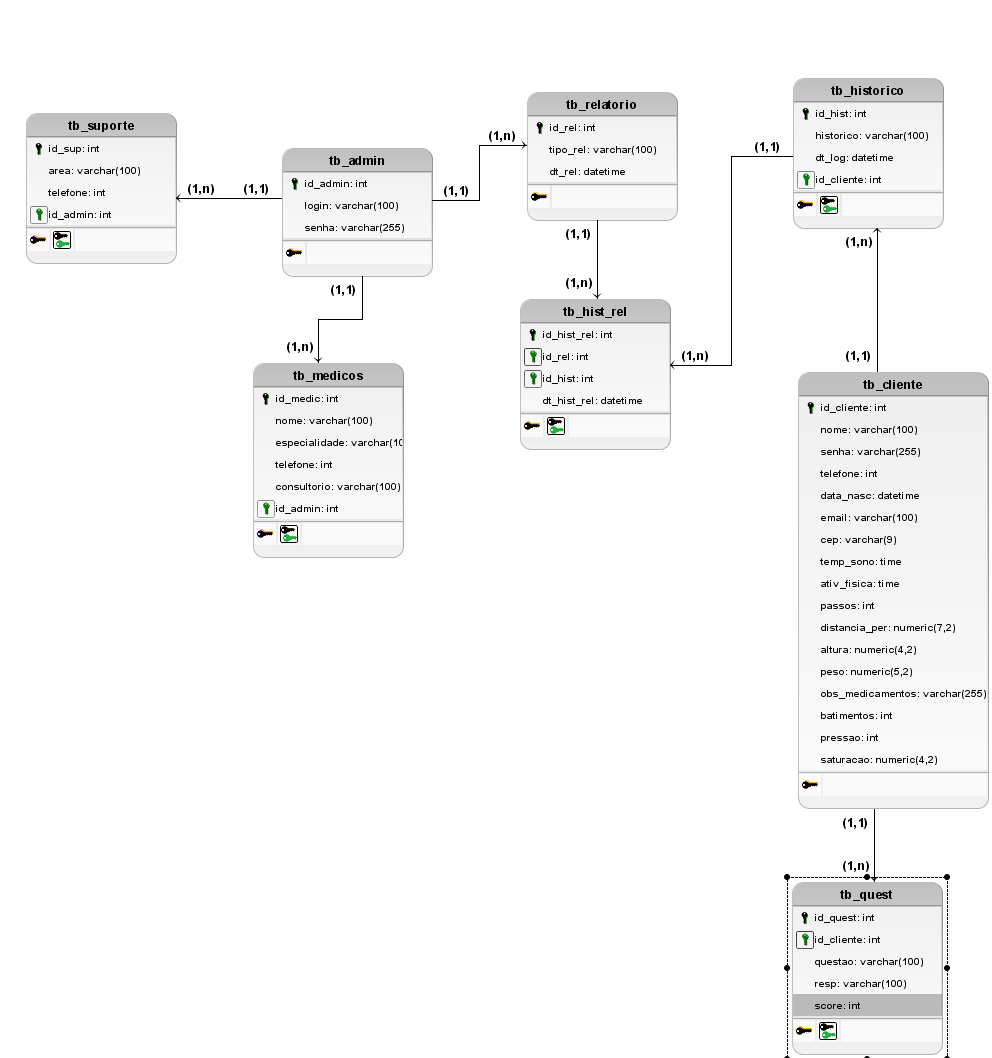 tb_suporte
id_sup: int
area: varchar(100)
telefone: int
id_admin: int
(1,n)
(1,1)
tb_admin
id_admin: int
login: varchar(100)
senha: varchar(255)
(1,1)
(1,n)
(1,1)
(1,n)
tb_medicos
id_medic: int
nome: varchar(100)
especialidade: varchar(10
telefone: int
consultorio: varchar(100)
id_admin: int
tb_relatorio
id_rel: int
tipo_rel: varchar(100)
dt_rel: datetime
(1,1)
(1,n)
tb_hist_rel
id_hist_rel: int
id_rel: int
id_hist: int
dt_hist_rel: datetime
(1,n)
(1,1)
tb_historico
id_hist: int
historico: varchar(100)
dt_log: datetime
id_cliente: int
(1,n)
(1,1)
tb_cliente
id_cliente: int
nome: varchar(100)
senha: varchar(255)
telefone: int
data_nasc: datetime
email: varchar(100)
cep: varchar(9)
temp_sono: time
ativ_fisica: time
passos: int
distancia_per: numeric(7,2)
altura: numeric(4,2)
peso: numeric(5,2)
obs_medicamentos: varchar(255)
batimentos: int
pressao: int
saturacao: numeric(4,2)
(1,1)
(1,n)
tb_quest
id_quest: int
id_cliente: int
questao: varchar(100)
resp: varchar(100)
score: int